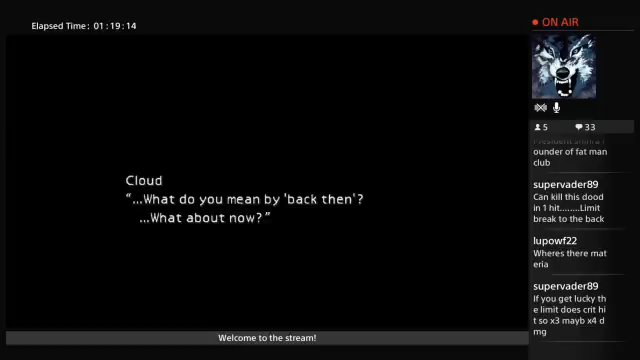 Elapsed Time: 01:19:14
ON AIR
5 33
ounder of fat man
club
Cloud
"...What do you mean by 'back then'?
...What about now?"
supervader89
Can kill this dood
in 1 hit........Limit
break to the back
lupowf22
Wheres there mat
eria
supervader89
If you get lucky th
e limit does crit hi
t so x3 mayb x4 d
mg
Welcome to the stream!